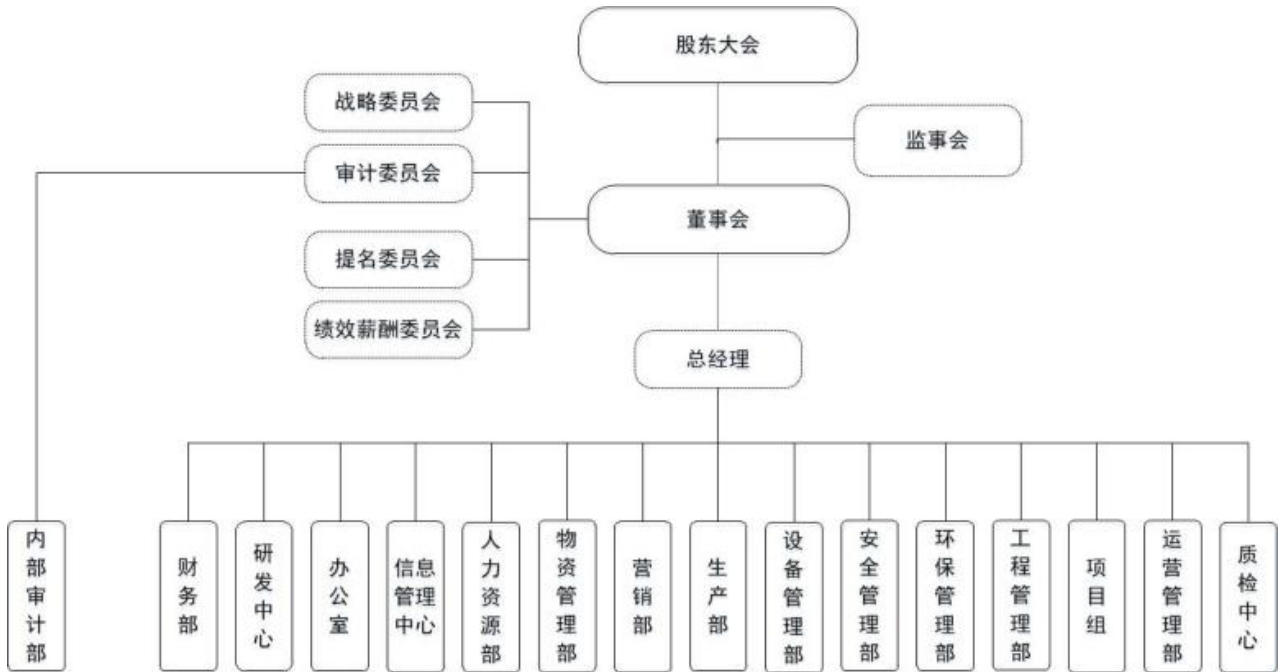 股东大会
战略委员会
监事会
审计委员会
董事会
提名委员会
绩效薪酬委员会
总经理
内部审计部
财务部
研发中心
办公室
信息管理中心
人力资源部
物资管理部
营销部
生产部
设备管理部
安全管理部
环保管理部
工程管理部
项目组
运营管理部
质检中心